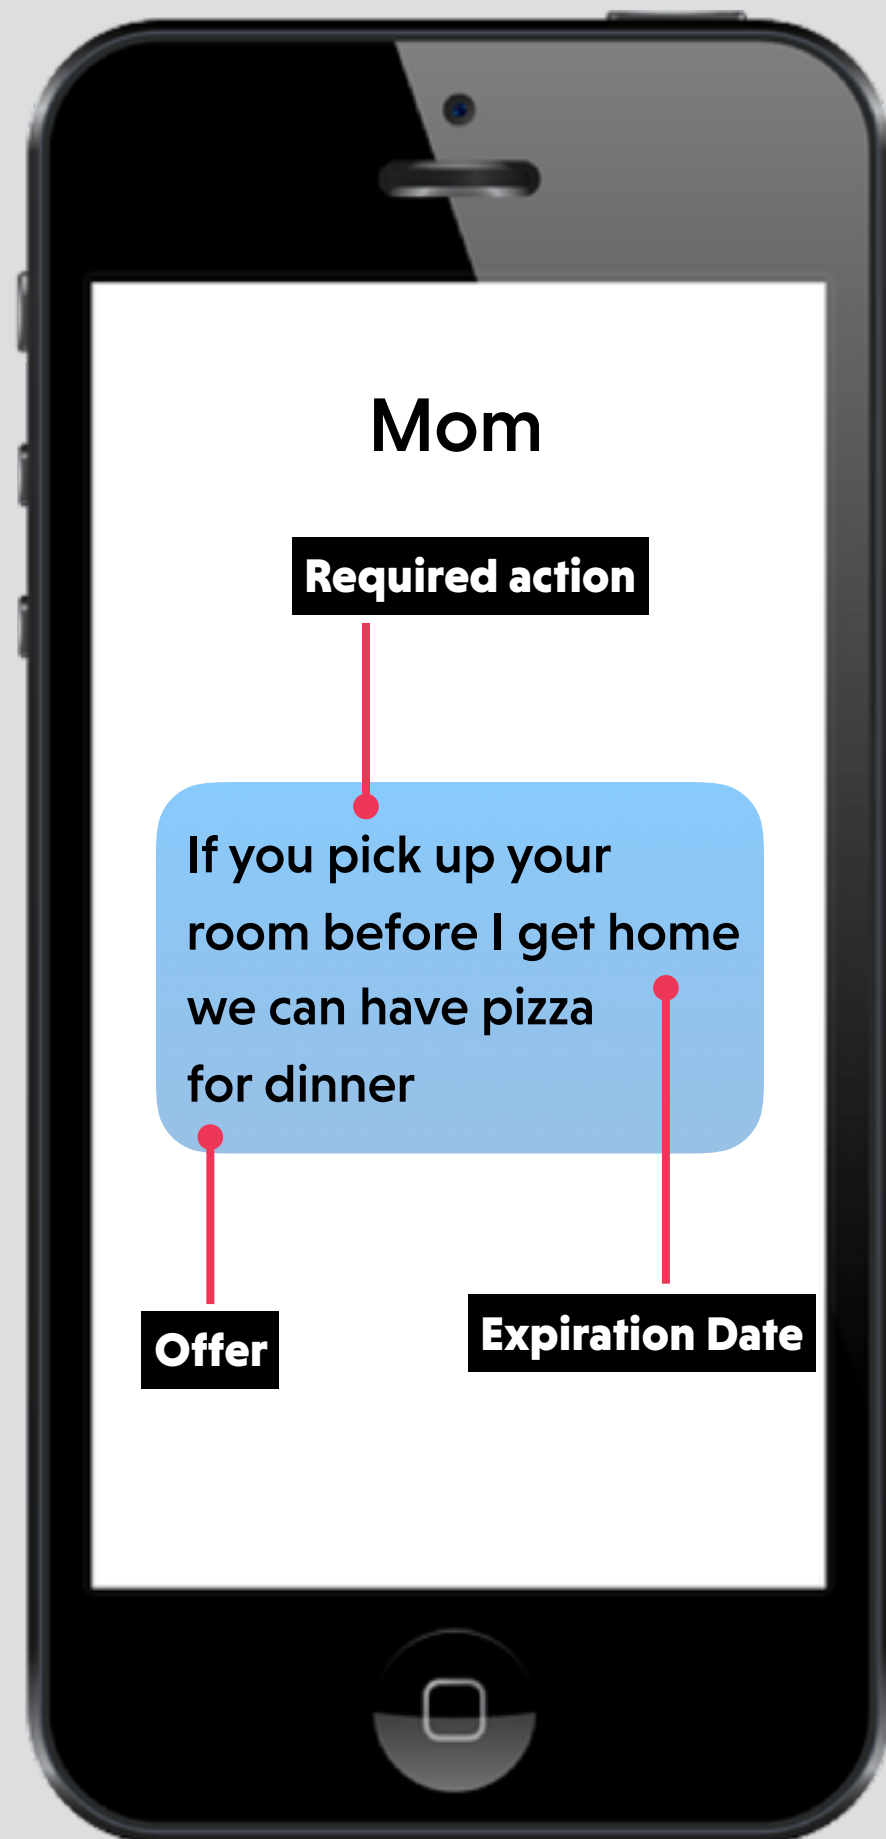 Mom
Required action
If you pick up your
room before I get home
we can have pizza
for dinner
Offer
Expiration Date